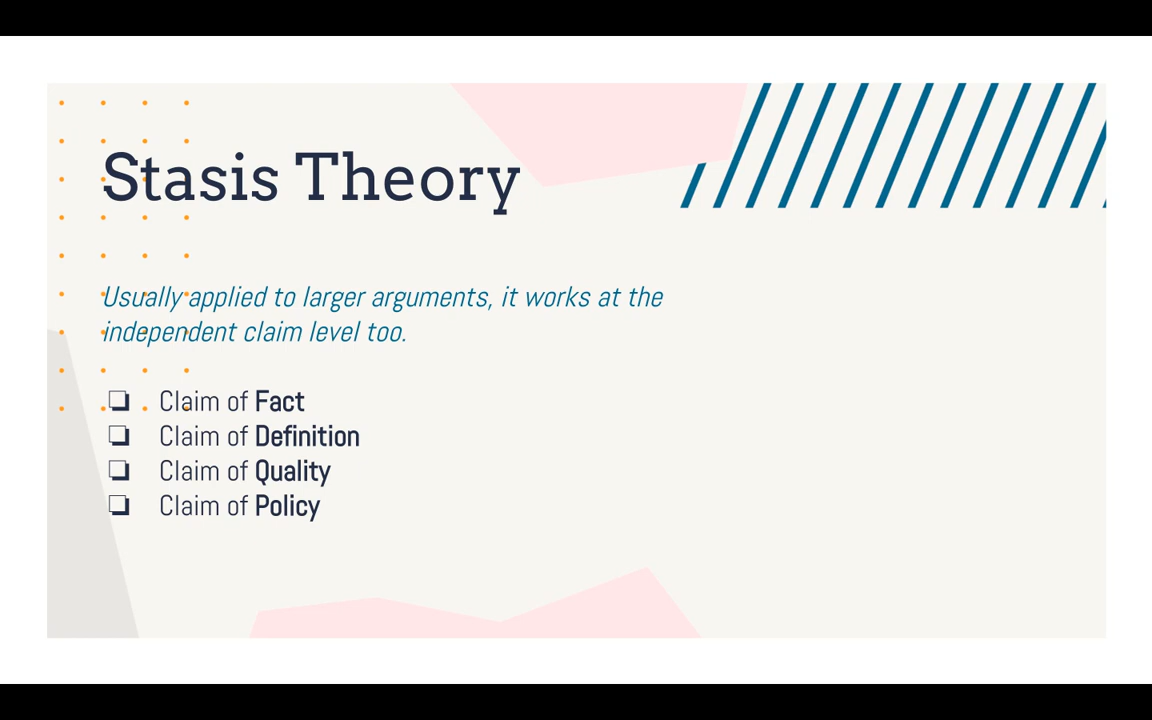 Stasis Theory
Usually applied to larger arguments, it works at the
independent claim level too.
❏ Claim of Fact
❏ Claim of Definition
❏ Claim of Quality
❏ Claim of Policy